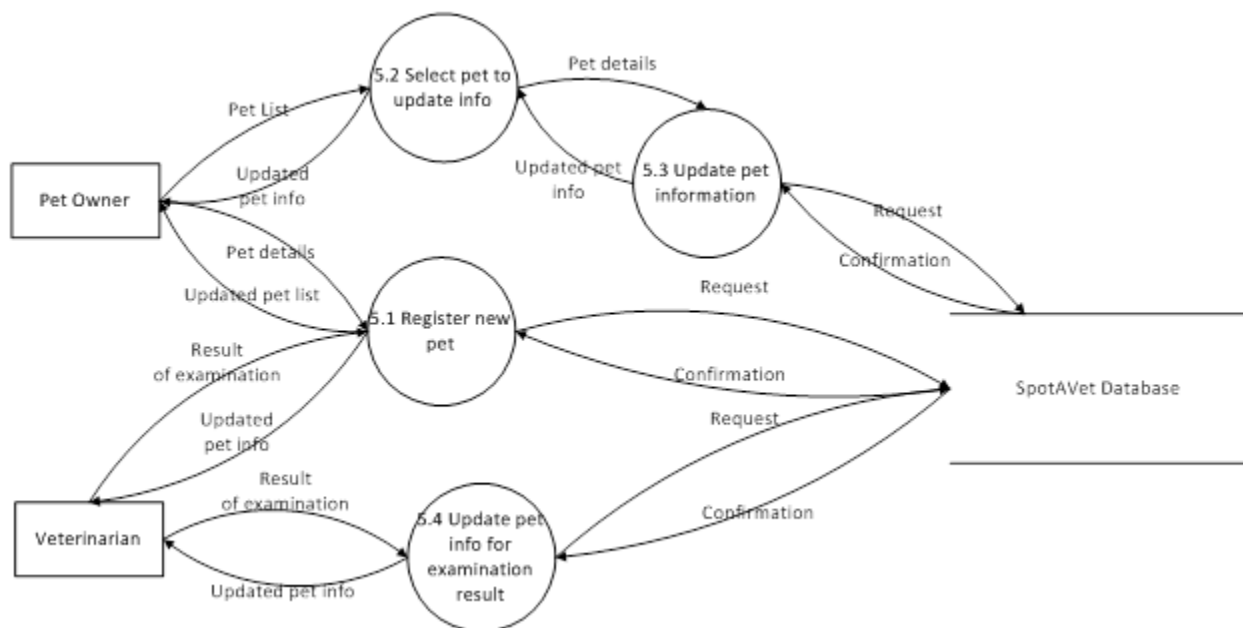 5.2 Select pet to
update info
Pet details
Pet List
Updated
pet info
Updated pet
info
5.3 Update pet
information
Pet Owner
Request
Confirmation
Pet details
Updated pet list
5.1 Register new
pet
Request
Confirmation
SpotAVet Database
Result
of examination
Updated
pet info
Request
Result
of examination
Confirmation
Veterinarian
5.4 Update pet
info for
examination
result
Updated pet info